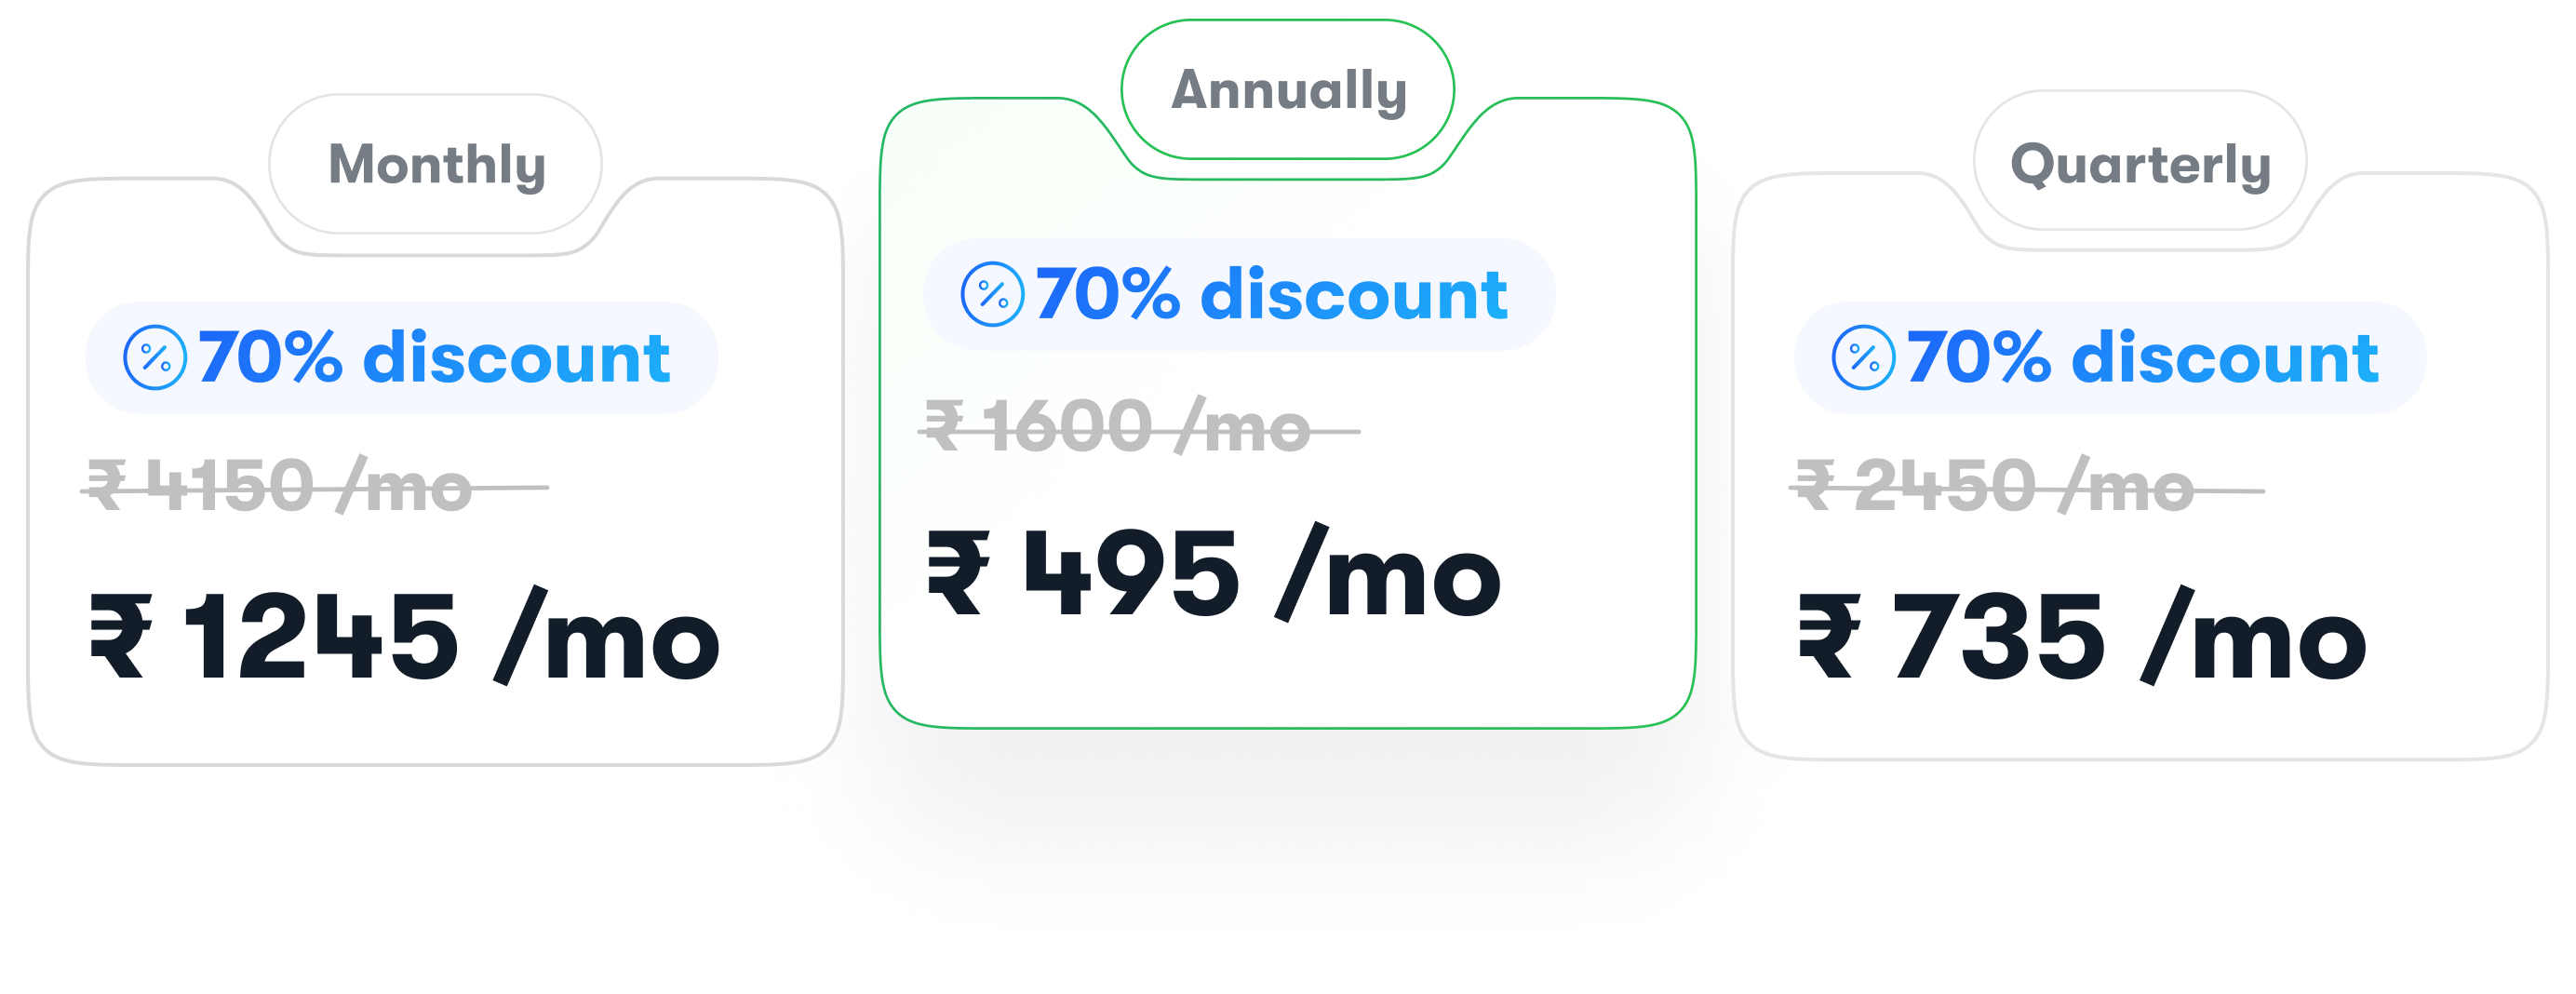 Monthly
70% discount
₹ 4150 /mo
₹ 1245 /mo
Annually
70% discount
₹ 1600 /mo
₹ 495 /mo
Quarterly
70% discount
₹ 2450 /mo
₹ 735 /mo